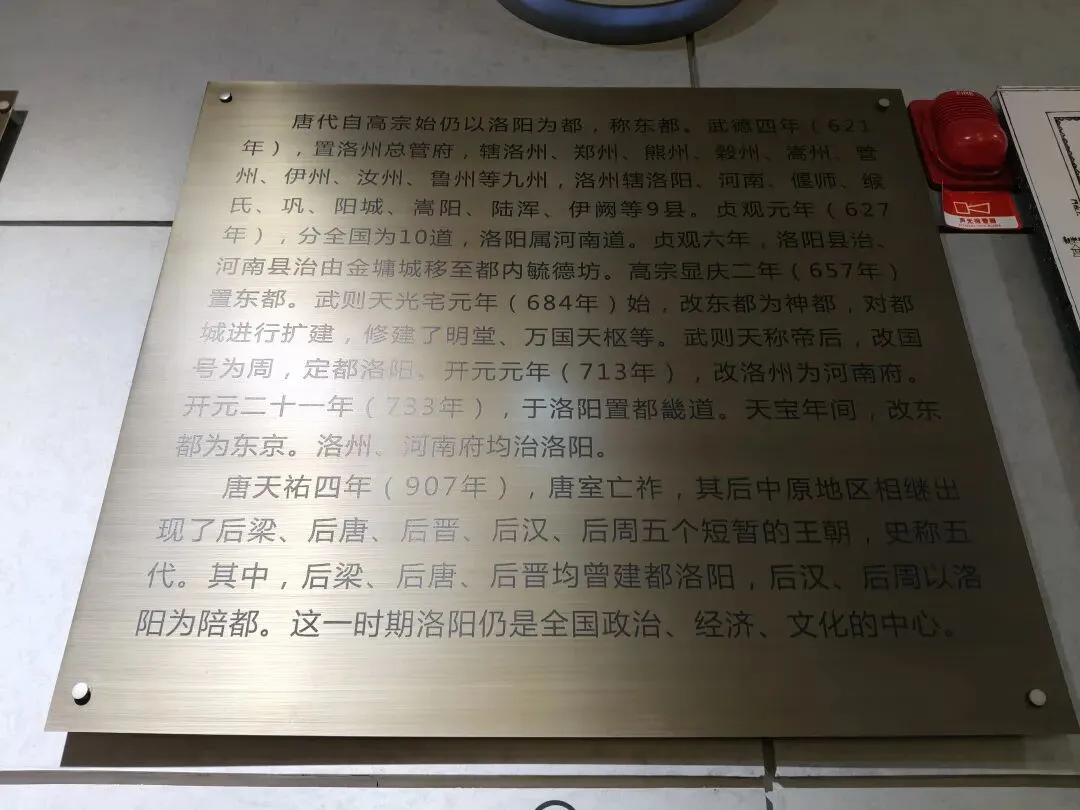 唐代自高宗始仍以洛阳为都，称东都。武德四年（621
年），置洛州总管府，辖洛州、郑州、熊州、榖州、嵩州、管
州、伊州、汝州、鲁州等九州，洛州辖洛阳、河南、偃师、缑
氏、巩、阳城、嵩阳、陆浑、伊阙等9县。贞观元年（627
年），分全国为10道，洛阳属河南道。贞观六年，洛阳县治、
河南县治由金墉城移至都内毓德坊。高宗显庆二年（657年）
置东都。武则天光宅元年（684年）始，改东都为神都，对都
城进行扩建，修建了明堂、万国天枢等。武则天称帝后，改国
号为周，定都洛阳。开元元年（713年），改洛州为河南府。
开元二十一年（733年），于洛阳置都畿道。天宝年间，改东
都为东京。洛州、河南府均治洛阳。
唐天祐四年（907年），唐室亡祚，其后中原地区相继出
现了后梁、后唐、后晋、后汉、后周五个短暂的王朝，史称五
代。其中，后梁、后唐、后晋均曾建都洛阳，后汉、后周以洛
阳为陪都。这一时期洛阳仍是全国政治、经济、文化的中心。
FIRE
声光报警器